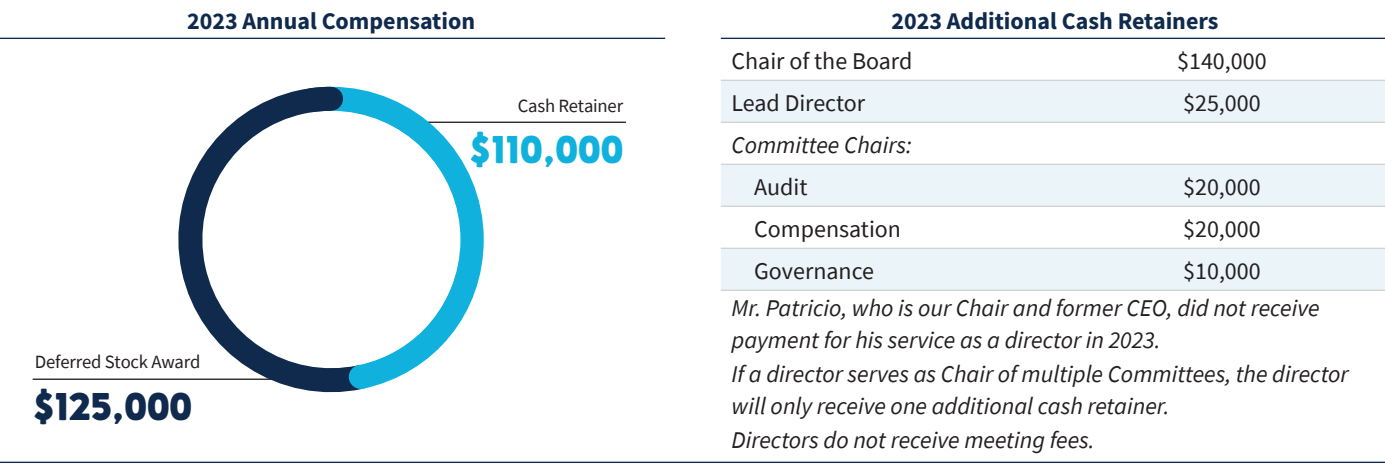 2023 Annual Compensation
Cash Retainer
$110,000
Deferred Stock Award
$125,000
2023 Additional Cash Retainers
Chair of the Board $140,000
Lead Director $25,000
Committee Chairs:
Audit $20,000
Compensation $20,000
Governance $10,000
Mr. Patricio, who is our Chair and former CEO, did not receive
payment for his service as a director in 2023.
If a director serves as Chair of multiple Committees, the director
will only receive one additional cash retainer.
Directors do not receive meeting fees.